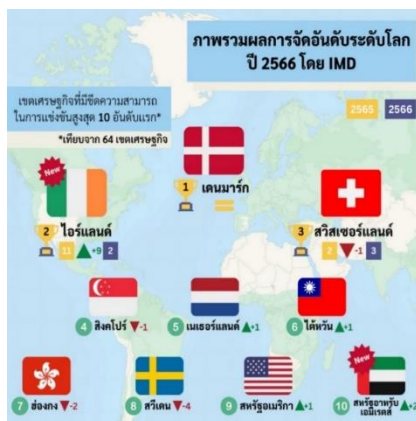 ภาพรวมผลการจัดอันดับระดับโลก
ปี 2566 โดย IMD
เขตเศรษฐกิจที่มีขีดความสามารถ
ในการแข่งขันสูงสุด 10 อันดับแรก*
*เทียบจาก 64 เขตเศรษฐกิจ
2565 2566
1 เดนมาร์ก
New
2 ไอร์แลนด์
11 +9 2
3 สวิสเซอร์แลนด์
2 -1 3
4 สิงคโปร์ -1
5 เนเธอร์แลนด์ +1
6 ไต้หวัน +1
7 ฮ่องกง -2
8 สวีเดน -4
9 สหรัฐอเมริกา +1
New
10 สหรัฐอาหรับ
เอมิเรตส์ +2